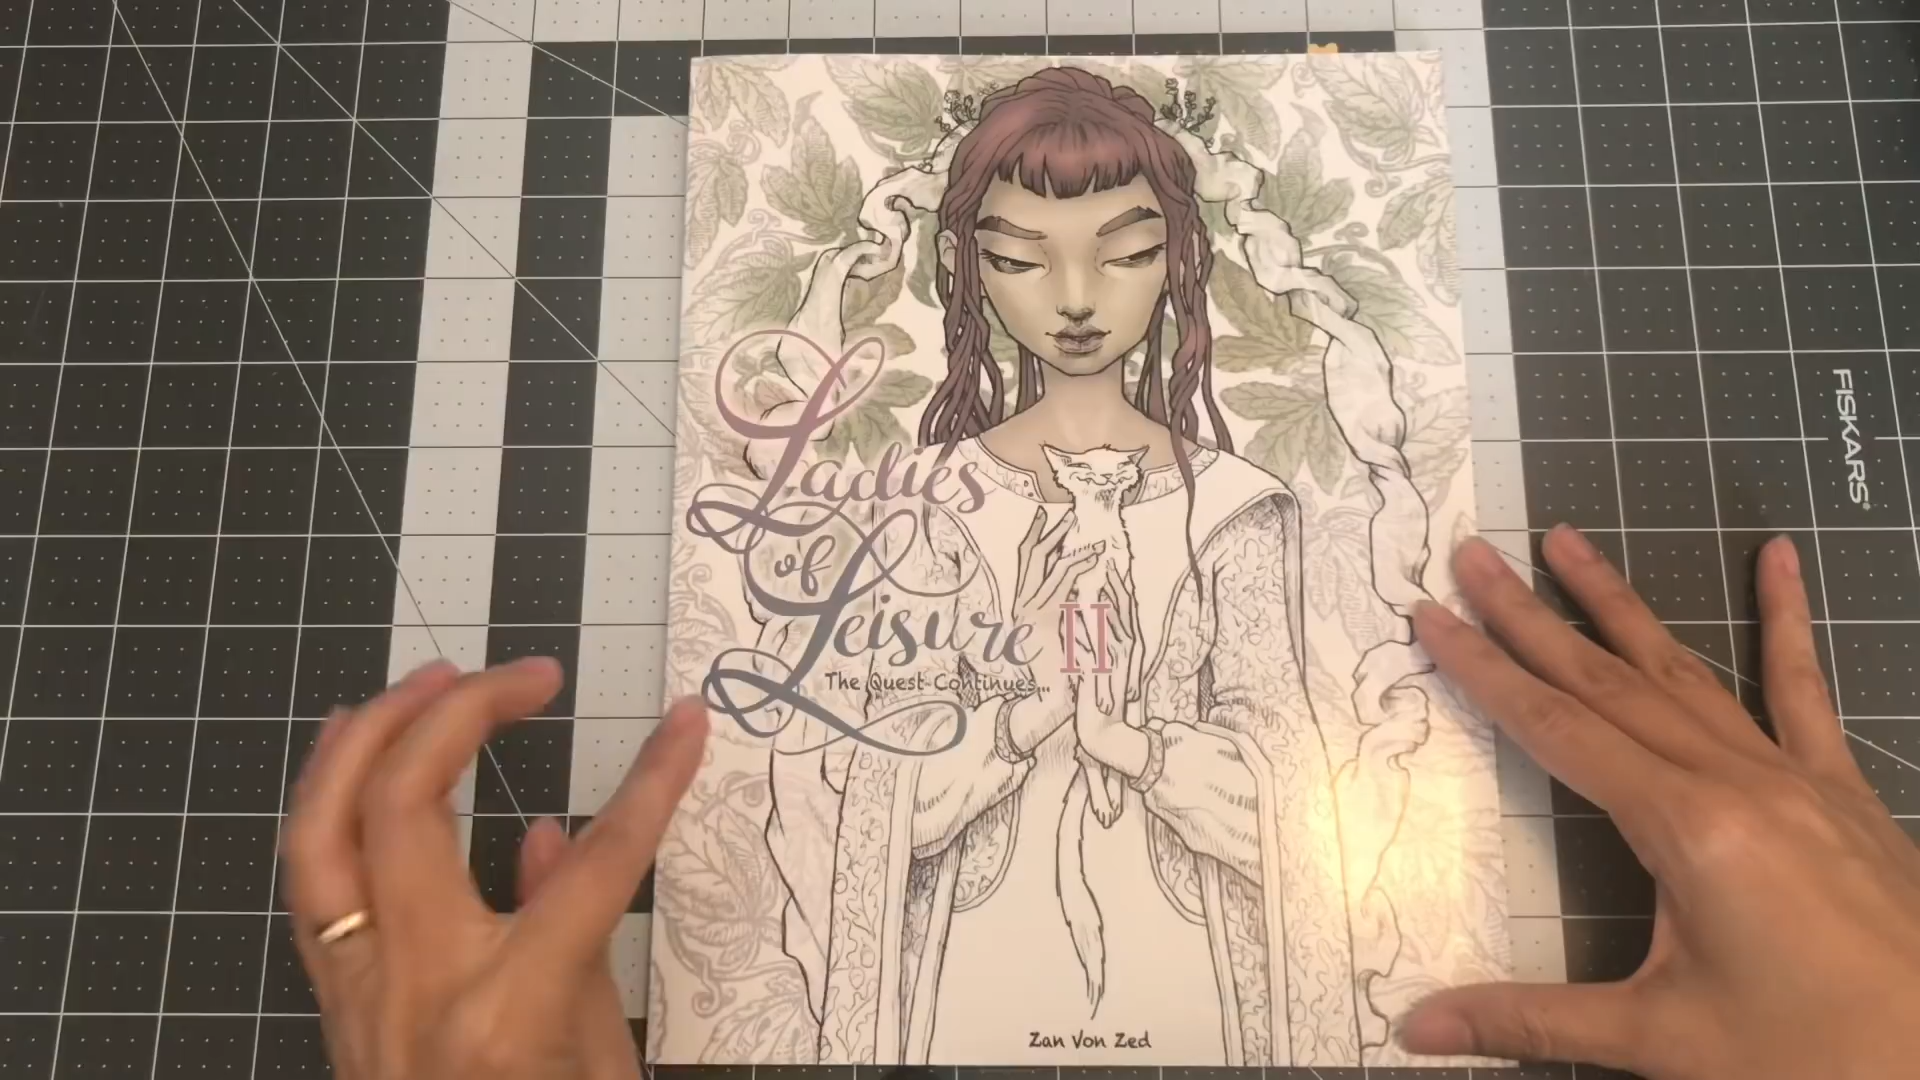 Ladies
of
Leisure II
The Quest Continues...
Zan Von Zed
FISKARS®